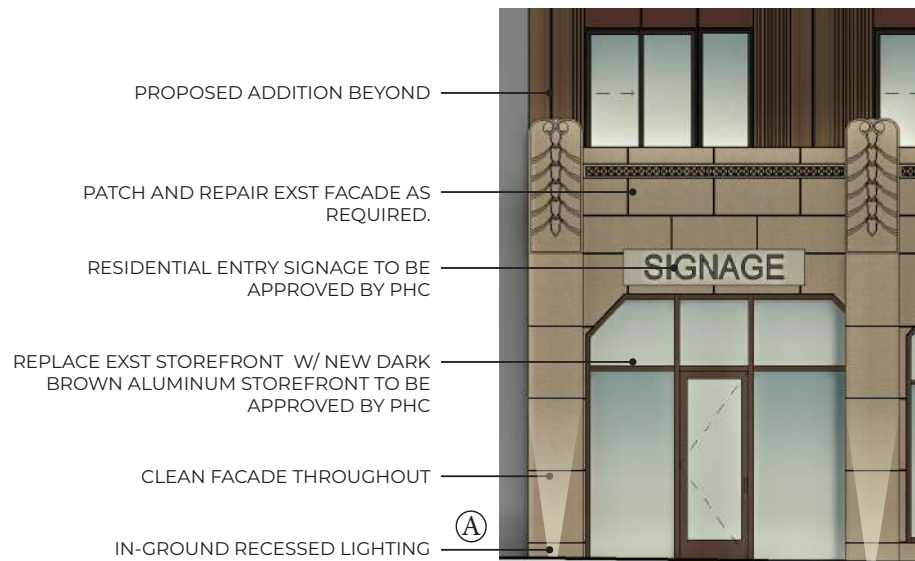 PROPOSED ADDITION BEYOND
PATCH AND REPAIR EXST FACADE AS
REQUIRED.
RESIDENTIAL ENTRY SIGNAGE TO BE
APPROVED BY PHC
SIGNAGE
REPLACE EXST STOREFRONT W/ NEW DARK
BROWN ALUMINUM STOREFRONT TO BE
APPROVED BY PHC
CLEAN FACADE THROUGHOUT
A
IN-GROUND RECESSED LIGHTING